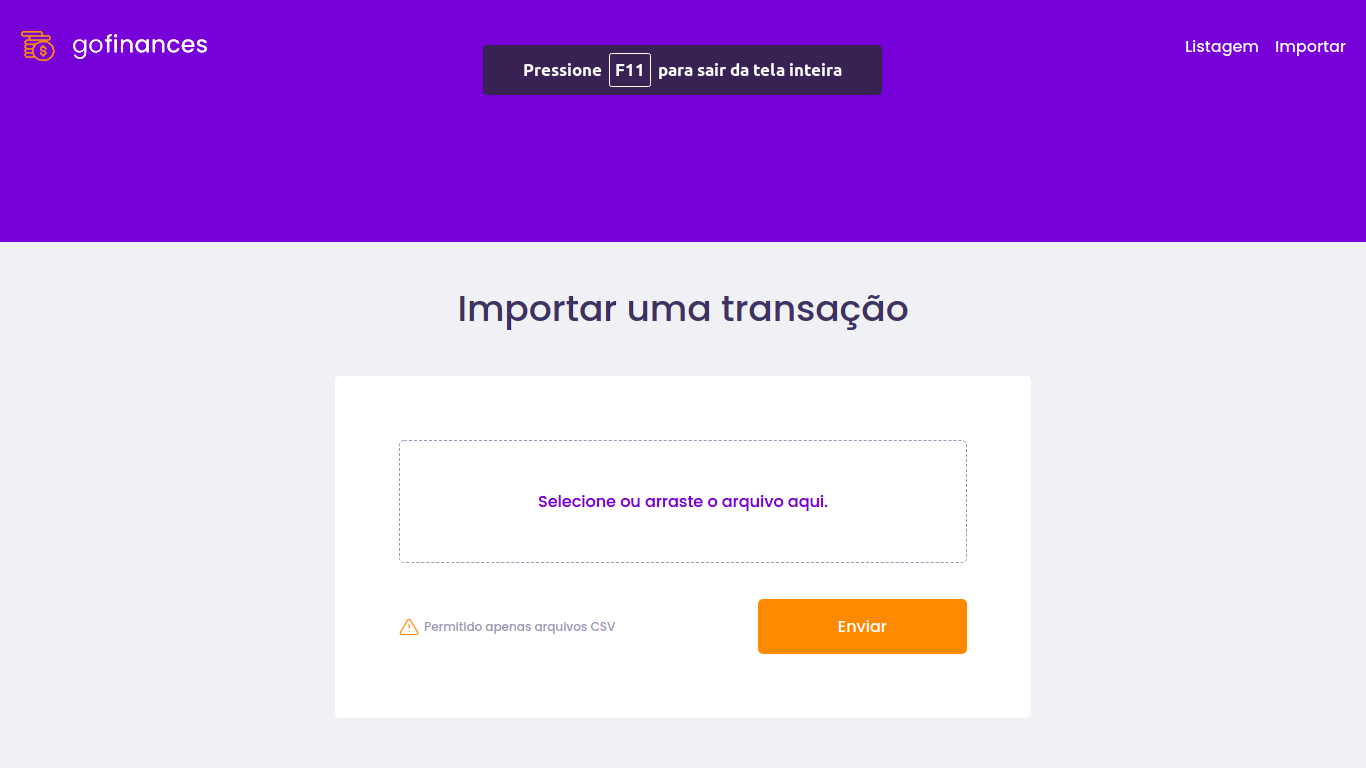 gofinances
Listagem Importar
Pressione F11 para sair da tela inteira
Importar uma transação
Selecione ou arraste o arquivo aqui.
Permitido apenas arquivos CSV
Enviar